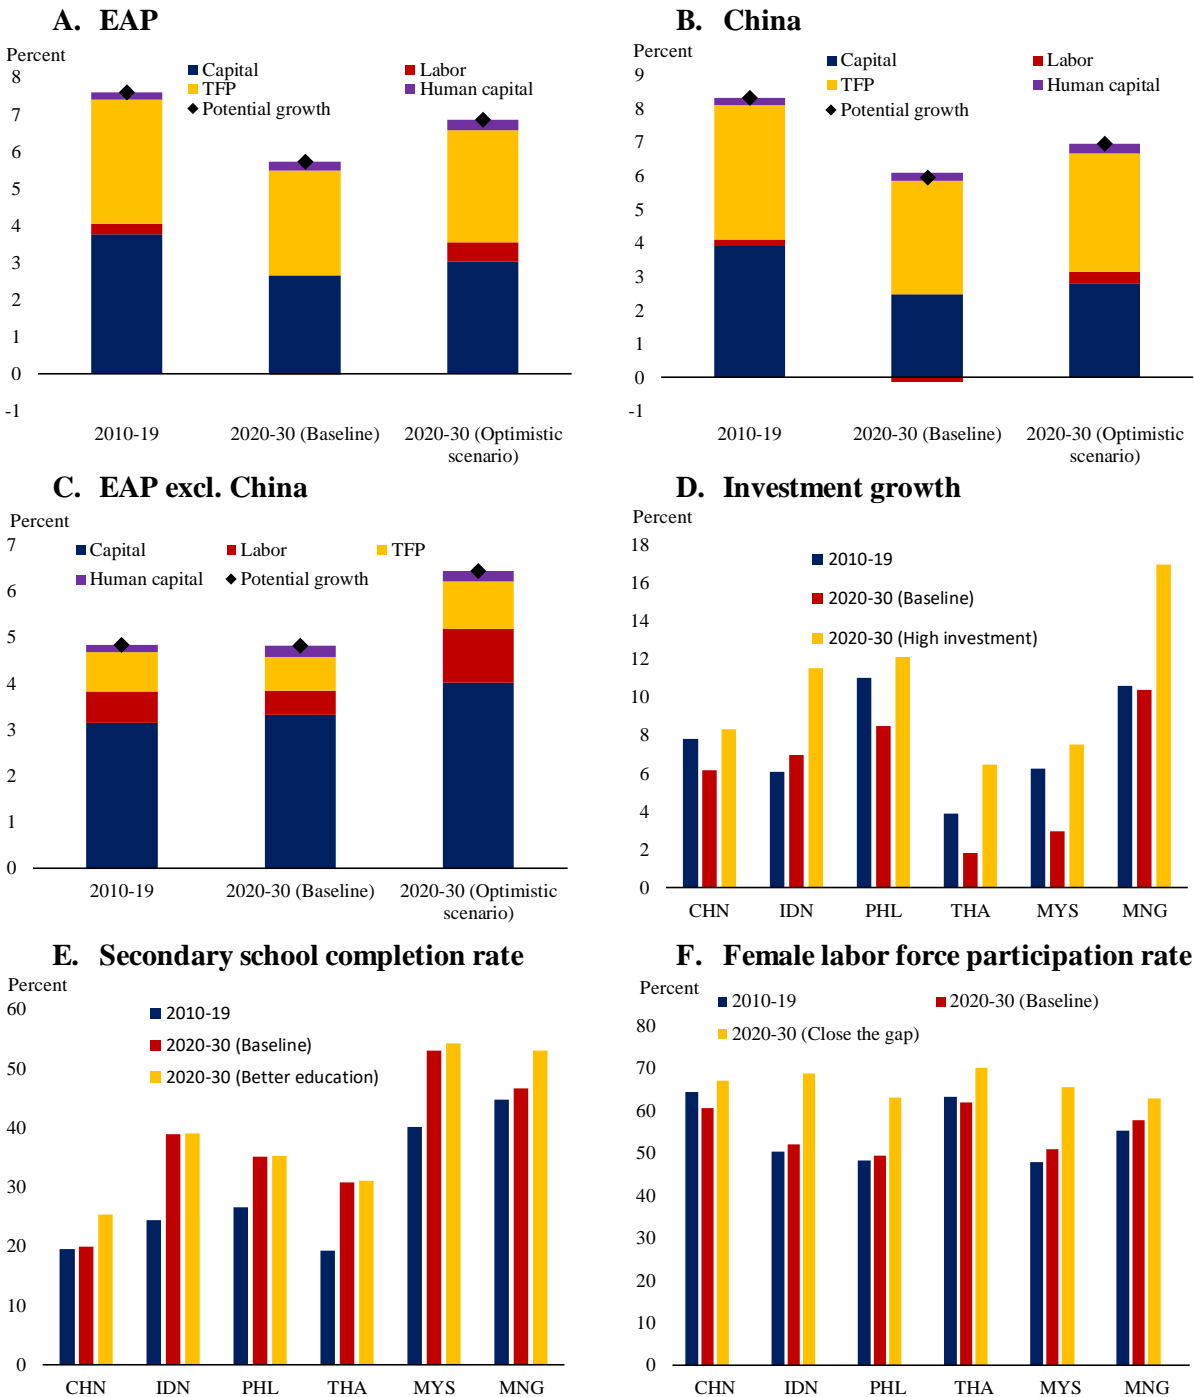 A. EAP
Percent
Capital
Labor
TFP
Human capital
Potential growth
8
7
6
5
4
3
2
1
0
-1
2010-19
2020-30 (Baseline)
2020-30 (Optimistic
scenario)
B. China
Percent
Capital
Labor
TFP
Human capital
Potential growth
9
8
7
6
5
4
3
2
1
0
-1
2010-19
2020-30 (Baseline)
2020-30 (Optimistic
scenario)
C. EAP excl. China
Percent
Capital
Labor
TFP
Human capital
Potential growth
7
6
5
4
3
2
1
0
2010-19
2020-30 (Baseline)
2020-30 (Optimistic
scenario)
D. Investment growth
Percent
2010-19
2020-30 (Baseline)
2020-30 (High investment)
18
16
14
12
10
8
6
4
2
0
CHN
IDN
PHL
THA
MYS
MNG
E. Secondary school completion rate
Percent
2010-19
2020-30 (Baseline)
2020-30 (Better education)
60
50
40
30
20
10
0
CHN
IDN
PHL
THA
MYS
MNG
F. Female labor force participation rate
Percent
2010-19
2020-30 (Baseline)
2020-30 (Close the gap)
80
70
60
50
40
30
20
10
0
CHN
IDN
PHL
THA
MYS
MNG